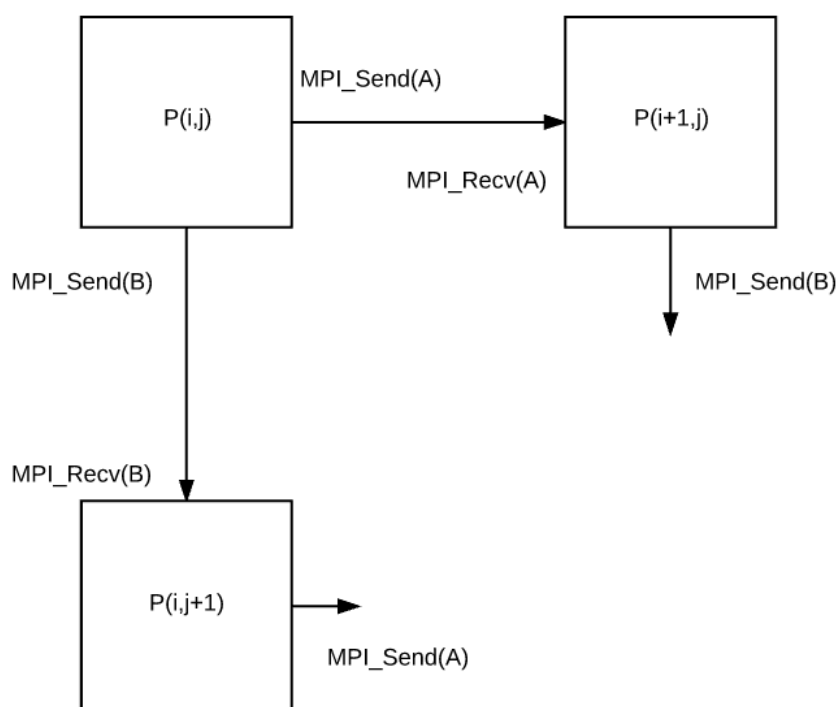 MPI_Send(A)
P(i,j)
P(i+1,j)
MPI_Recv(A)
MPI_Send(B)
MPI_Send(B)
MPI_Recv(B)
P(i,j+1)
MPI_Send(A)